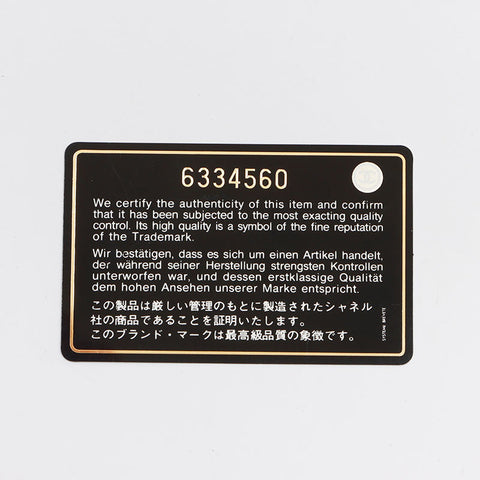 6334560
We certify the authenticity of this item and confirm
that it has been subjected to the most exacting quality
control. Its high quality is a symbol of the fine reputation
of the Trademark.
Wir bestätigen, dass es sich um einen Artikel handelt,
der während seiner Herstellung strengsten Kontrollen
unterworfen war, und dessen erstklassige Qualität
dem hohen Ansehen unserer Marke entspricht.
この製品は厳しい管理のもとに製造されたシャネル
社の商品であることを証明いたします。
このブランド・マークは最高級品質の象徴です。
SYSTEME BREVETE